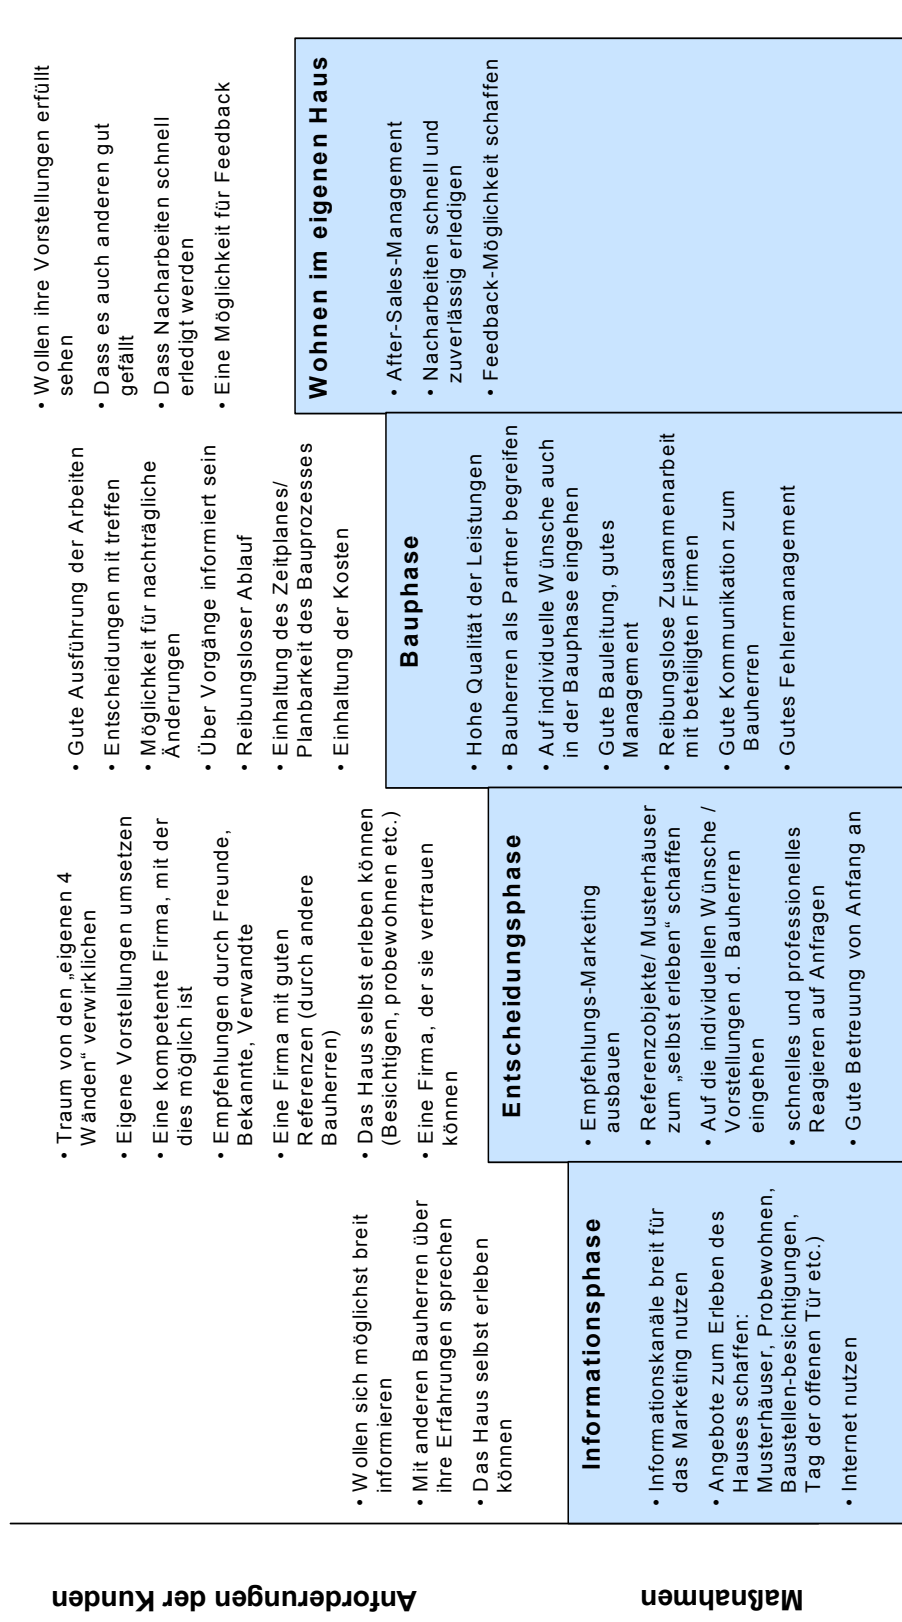 Anforderungen der Kunden
• Wollen sich möglichst breit
informieren
• Mit anderen Bauherren über
ihre Erfahrungen sprechen
• Das Haus selbst erleben
können
• Traum von den „eigenen 4
Wänden“ verwirklichen
• Eigene Vorstellungen umsetzen
• Eine kompetente Firma, mit der
dies möglich ist
• Empfehlungen durch Freunde,
Bekannte, Verwandte
• Eine Firma mit guten
Referenzen (durch andere
Bauherren)
• Das Haus selbst erleben können
(Besichtigen, probewohnen etc.)
• Eine Firma, der sie vertrauen
können
• Gute Ausführung der Arbeiten
• Entscheidungen mit treffen
• Möglichkeit für nachträgliche
Änderungen
• Über Vorgänge informiert sein
• Reibungsloser Ablauf
• Einhaltung des Zeitplanes/
Planbarkeit des Bauprozesses
• Einhaltung der Kosten
• Wollen ihre Vorstellungen erfüllt
sehen
• Dass es auch anderen gut
gefällt
• Dass Nacharbeiten schnell
erledigt werden
• Eine Möglichkeit für Feedback
Maßnahmen
Informationsphase
• Informationskanäle breit für
das Marketing nutzen
• Angebote zum Erleben des
Hauses schaffen:
Musterhäuser, Probewohnen,
Baustellen-besichtigungen,
Tag der offenen Tür etc.)
• Internet nutzen
Entscheidungsphase
• Empfehlungs-Marketing
ausbauen
• Referenzobjekte/ Musterhäuser
zum „selbst erleben“ schaffen
• Auf die individuellen Wünsche /
Vorstellungen d. Bauherren
eingehen
• schnelles und professionelles
Reagieren auf Anfragen
• Gute Betreuung von Anfang an
Bauphase
• Hohe Qualität der Leistungen
• Bauherren als Partner begreifen
• Auf individuelle Wünsche auch
in der Bauphase eingehen
• Gute Bauleitung, gutes
Management
• Reibungslose Zusammenarbeit
mit beteiligten Firmen
• Gute Kommunikation zum
Bauherren
• Gutes Fehlermanagement
Wohnen im eigenen Haus
• After-Sales-Management
• Nacharbeiten schnell und
zuverlässig erledigen
• Feedback-Möglichkeit schaffen